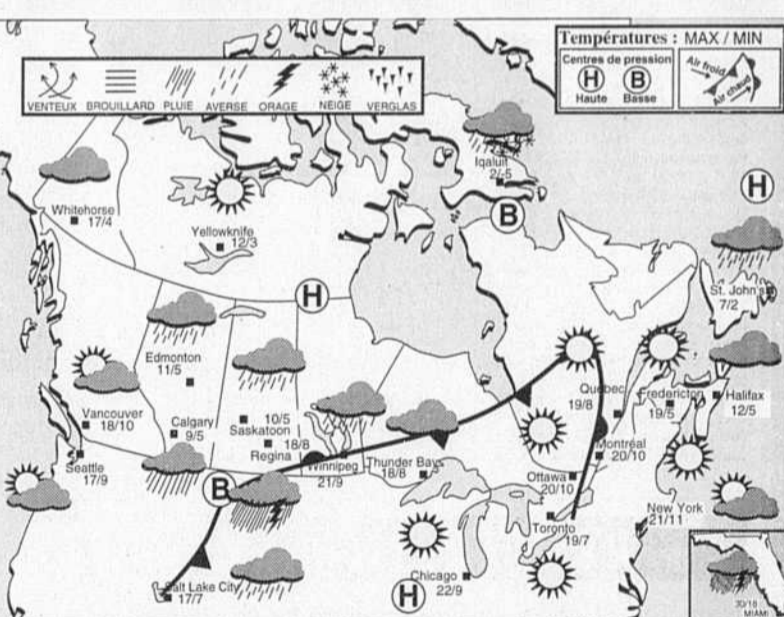 Températures : MAX / MIN
Centres de pression
H
B
Haute
Basse
Air froid
Air chaud
VENTEUX
BROUILLARD
PLUIE
AVERSE
ORAGE
NEIGE
VERGLAS
Iqaluit
2/-5
B
H
Whitehorse
17/4
Yellowknife
12/3
H
St. John's
7/2
Edmonton
11/5
Vancouver
18/10
Calgary
9/5
10/5
Saskatoon
18/8
Regina
Winnipeg
21/9
Thunder Bay
18/8
Québec
19/8
Fredericton
19/5
Halifax
12/5
Montréal
20/10
Ottawa
20/10
Toronto
19/7
Seattle
17/9
B
New York
21/11
Salt Lake City
17/7
H
Chicago
22/9
30/18
MIAMI